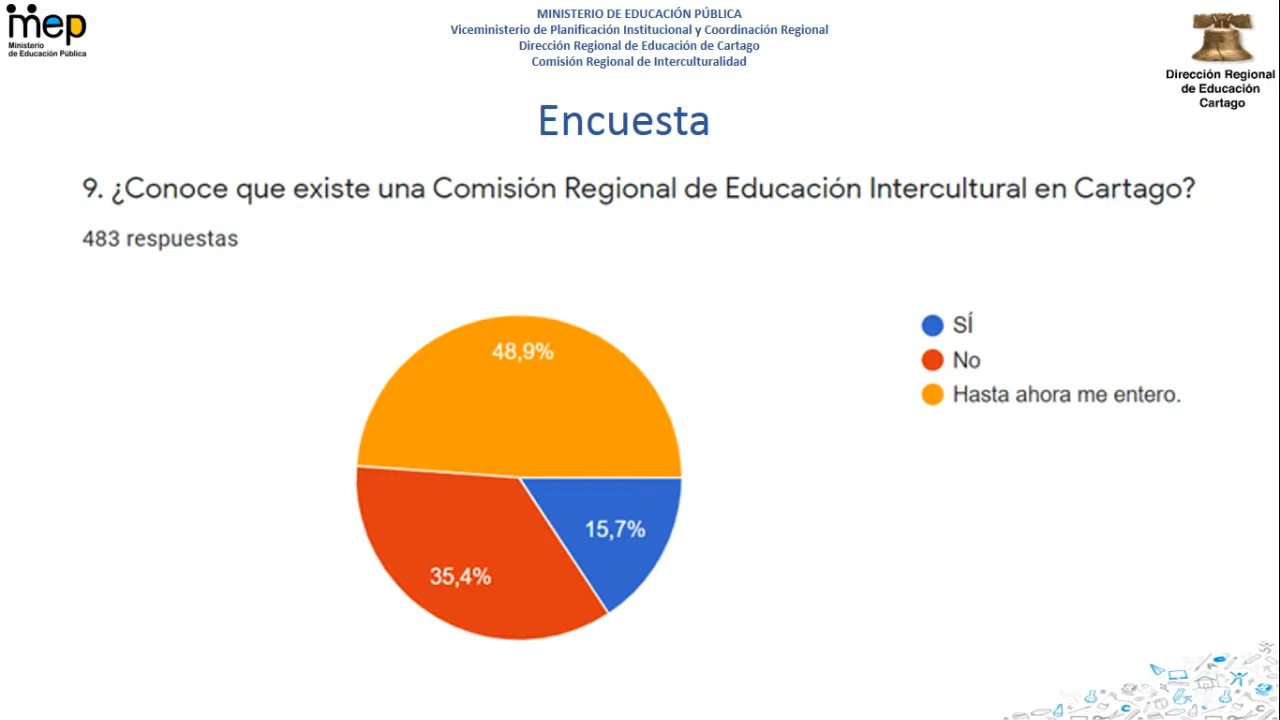 mep
Ministerio
de Educación Pública
MINISTERIO DE EDUCACIÓN PÚBLICA
Viceministerio de Planificación Institucional y Coordinación Regional
Dirección Regional de Educación de Cartago
Comisión Regional de Interculturalidad
Dirección Regional
de Educación
Cartago
Encuesta
9. ¿Conoce que existe una Comisión Regional de Educación Intercultural en Cartago?
483 respuestas
48,9%
15,7%
35,4%
SÍ
No
Hasta ahora me entero.